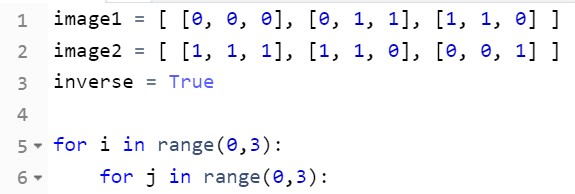 1 image1 = [ [0, 0, 0], [0, 1, 1], [1, 1, 0] ]
2 image2 = [ [1, 1, 1], [1, 1, 0], [0, 0, 1] ]
3 inverse = True
4
5 for i in range(0,3):
6     for j in range(0,3):